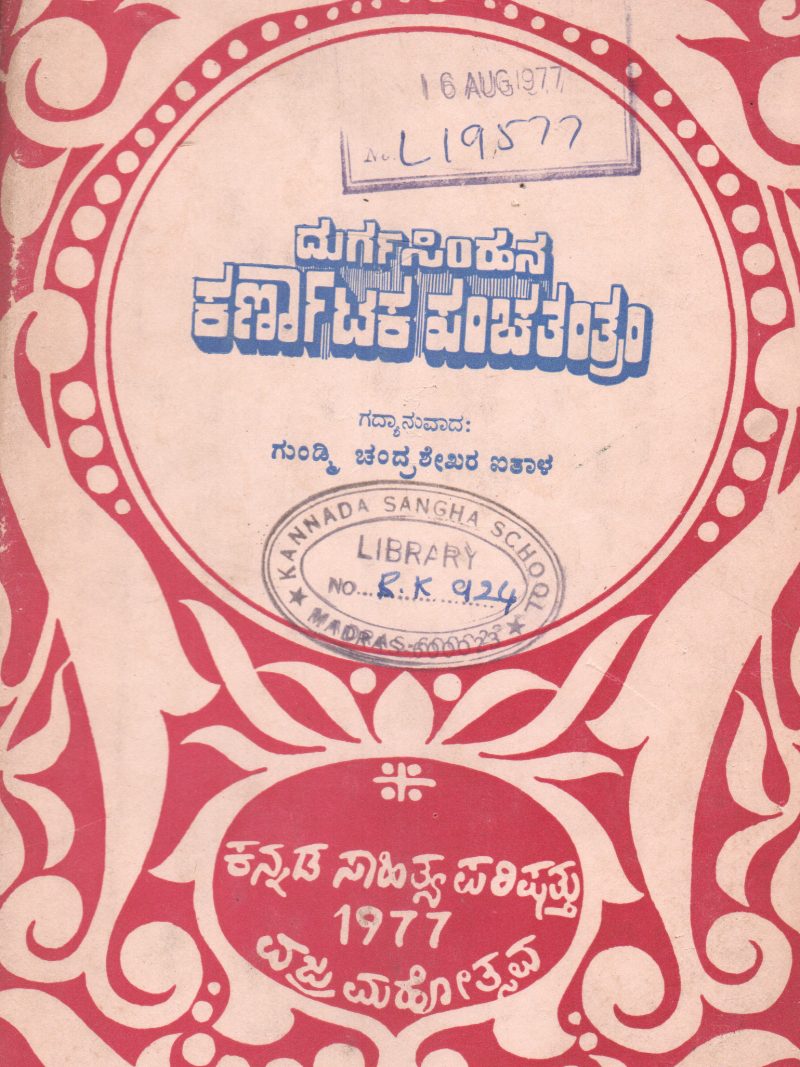 16 AUG 1977
No. L19577
ದುರ್ಗಸಿಂಹನ
ಕರ್ಣಾಟಕ ಪಂಚತಂತ್ರಂ
ಗದ್ಯಾನುವಾದ:
ಗುಂಡ್ಮಿ ಚಂದ್ರಶೇಖರ ಐತಾಳ
KANNADA SANGHA SCHOOL
LIBRARY
NO.... R.K 924
MADRAS-600023
ಕನ್ನಡ ಸಾಹಿತ್ಯ ಪರಿಷತ್ತು
1977
ವಜ್ರ ಮಹೋತ್ಸವ